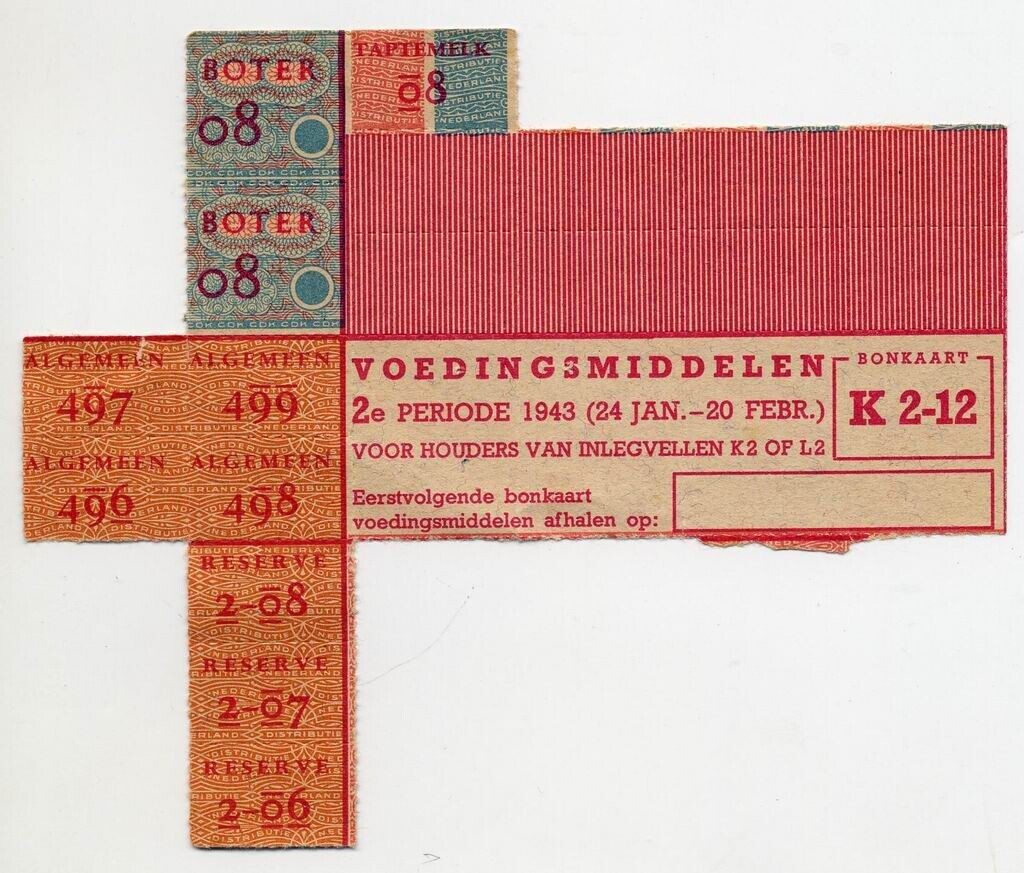 BOTER
08
TAPTEMELK
08
BOTER
08
ALGEMEEN
497
ALGEMEEN
499
ALGEMEEN
496
ALGEMEEN
498
VOEDINGSMIDDELEN
2e PERIODE 1943 (24 JAN.-20 FEBR.)
VOOR HOUDERS VAN INLEGVELLEN K2 OF L2
BONKAART
K 2-12
Eerstvolgende bonkaart
voedingsmiddelen afhalen op:
RESERVE
2-08
RESERVE
2-07
RESERVE
2-06